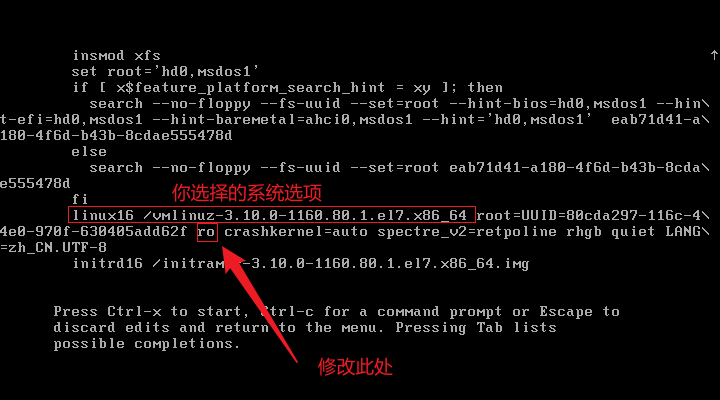 insmod xfs
set root='hd0,msdos1'
if [ x$feature_platform_search_hint = xy ]; then
search --no-floppy --fs-uuid --set=root --hint-bios=hd0,msdos1 --hin\
t-efi=hd0,msdos1 --hint-baremetal=ahci0,msdos1 --hint='hd0,msdos1' eab71d41-a\
180-4f6d-b43b-8cdae555478d
else
search --no-floppy --fs-uuid --set=root eab71d41-a180-4f6d-b43b-8cda\
e555478d
fi
你选择的系统选项
linux16 /vmlinuz-3.10.0-1160.80.1.el7.x86_64 root=UUID=80cda297-116c-4\
4e0-970f-630405add62f ro crashkernel=auto spectre_v2=retpoline rhgb quiet LANG\
=zh_CN.UTF-8
initrd16 /initramfs-3.10.0-1160.80.1.el7.x86_64.img
Press Ctrl-x to start, Ctrl-c for a command prompt or Escape to
discard edits and return to the menu. Pressing Tab lists
possible completions.
修改此处